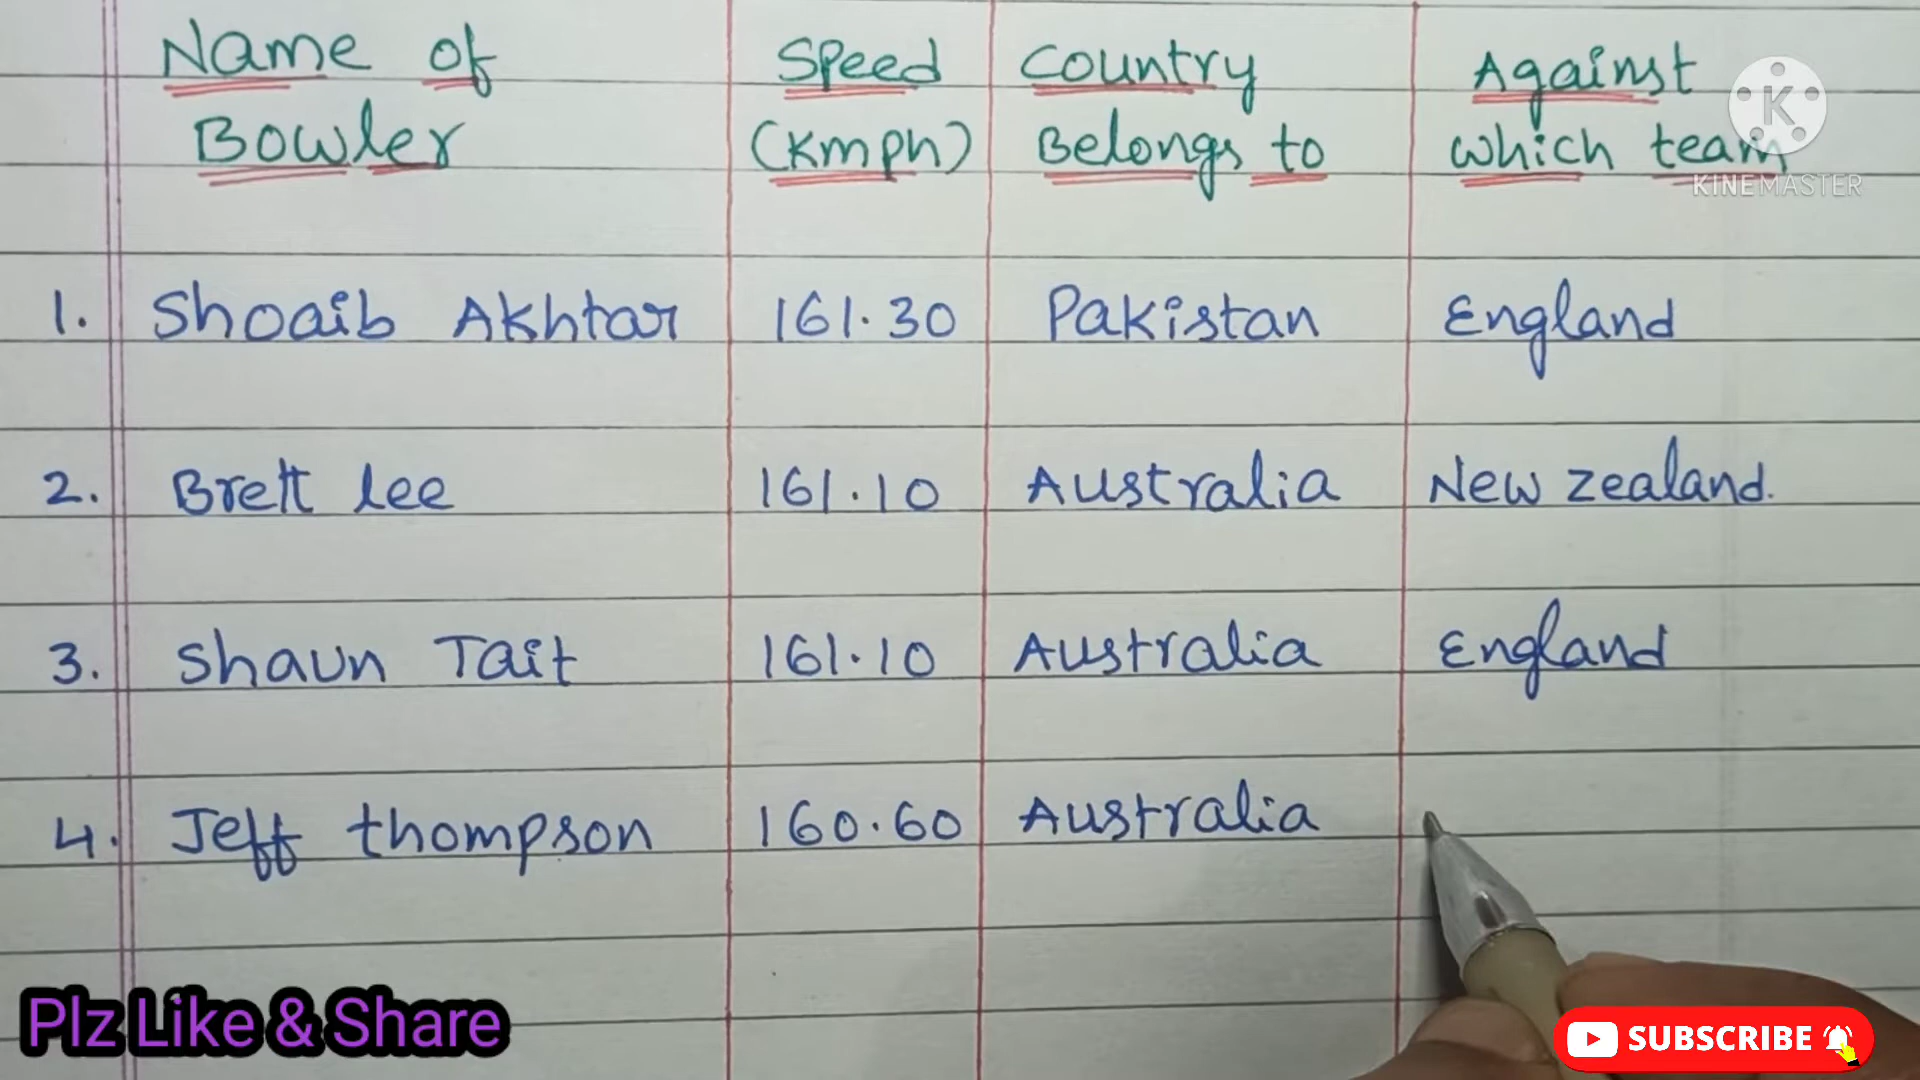 Name of Speed Country Against
Bowler (Kmph) Belongs to which team
KINEMASTER
1. Shoaib Akhtar 161.30 Pakistan England
2. Brett lee 161.10 Australia New zealand.
3. Shaun Tait 161.10 Australia England
4. Jeff thompson 160.60 Australia
Plz Like & Share
SUBSCRIBE